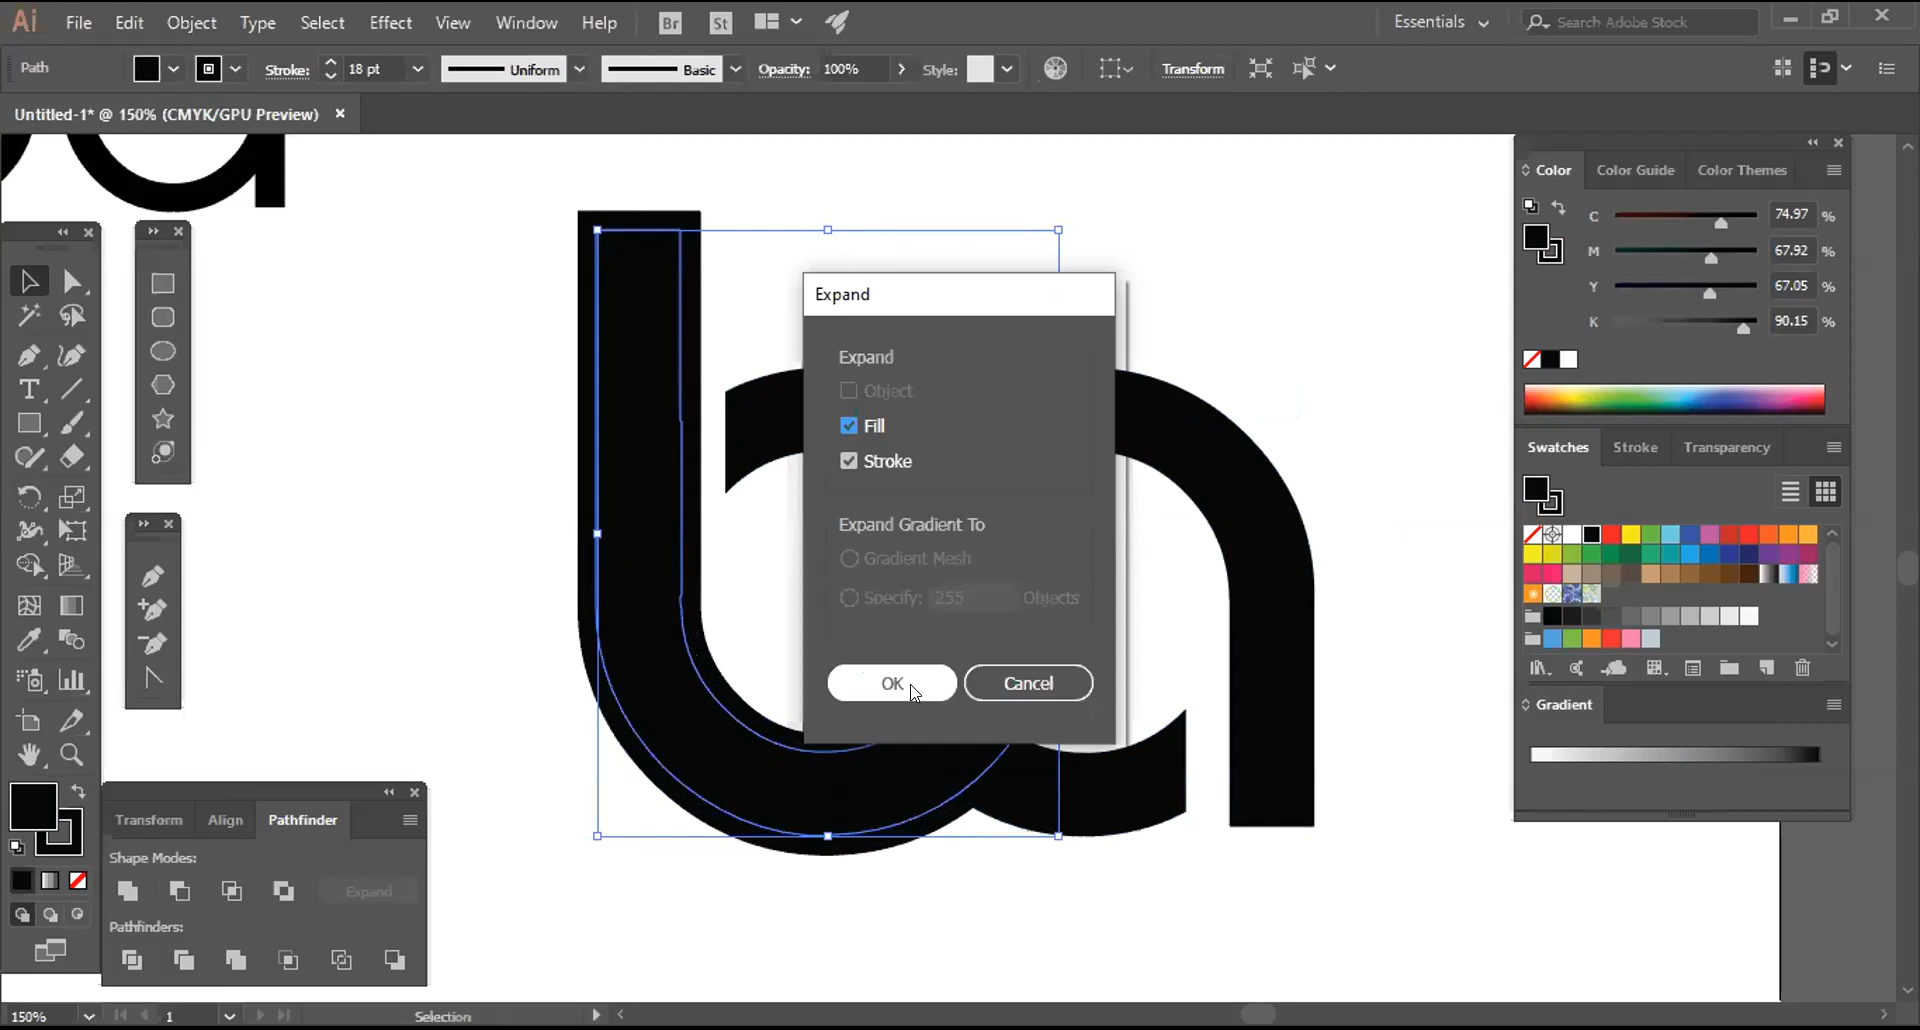 Ai File Edit Object Type Select Effect View Window Help Br St Essentials Search Adobe Stock
Path Stroke: 18 pt Uniform Basic Opacity: 100% Style: Transform
Untitled-1* @ 150% (CMYK/GPU Preview)
Color Color Guide Color Themes
C 74.97 %
M 67.92 %
Y 67.05 %
K 90.15 %
Swatches Stroke Transparency
Gradient
Expand
Expand
Object
Fill
Stroke
Expand Gradient To
Gradient Mesh
Specify: 255 Objects
OK Cancel
Transform Align Pathfinder
Shape Modes:
Expand
Pathfinders:
150% 1 Selection